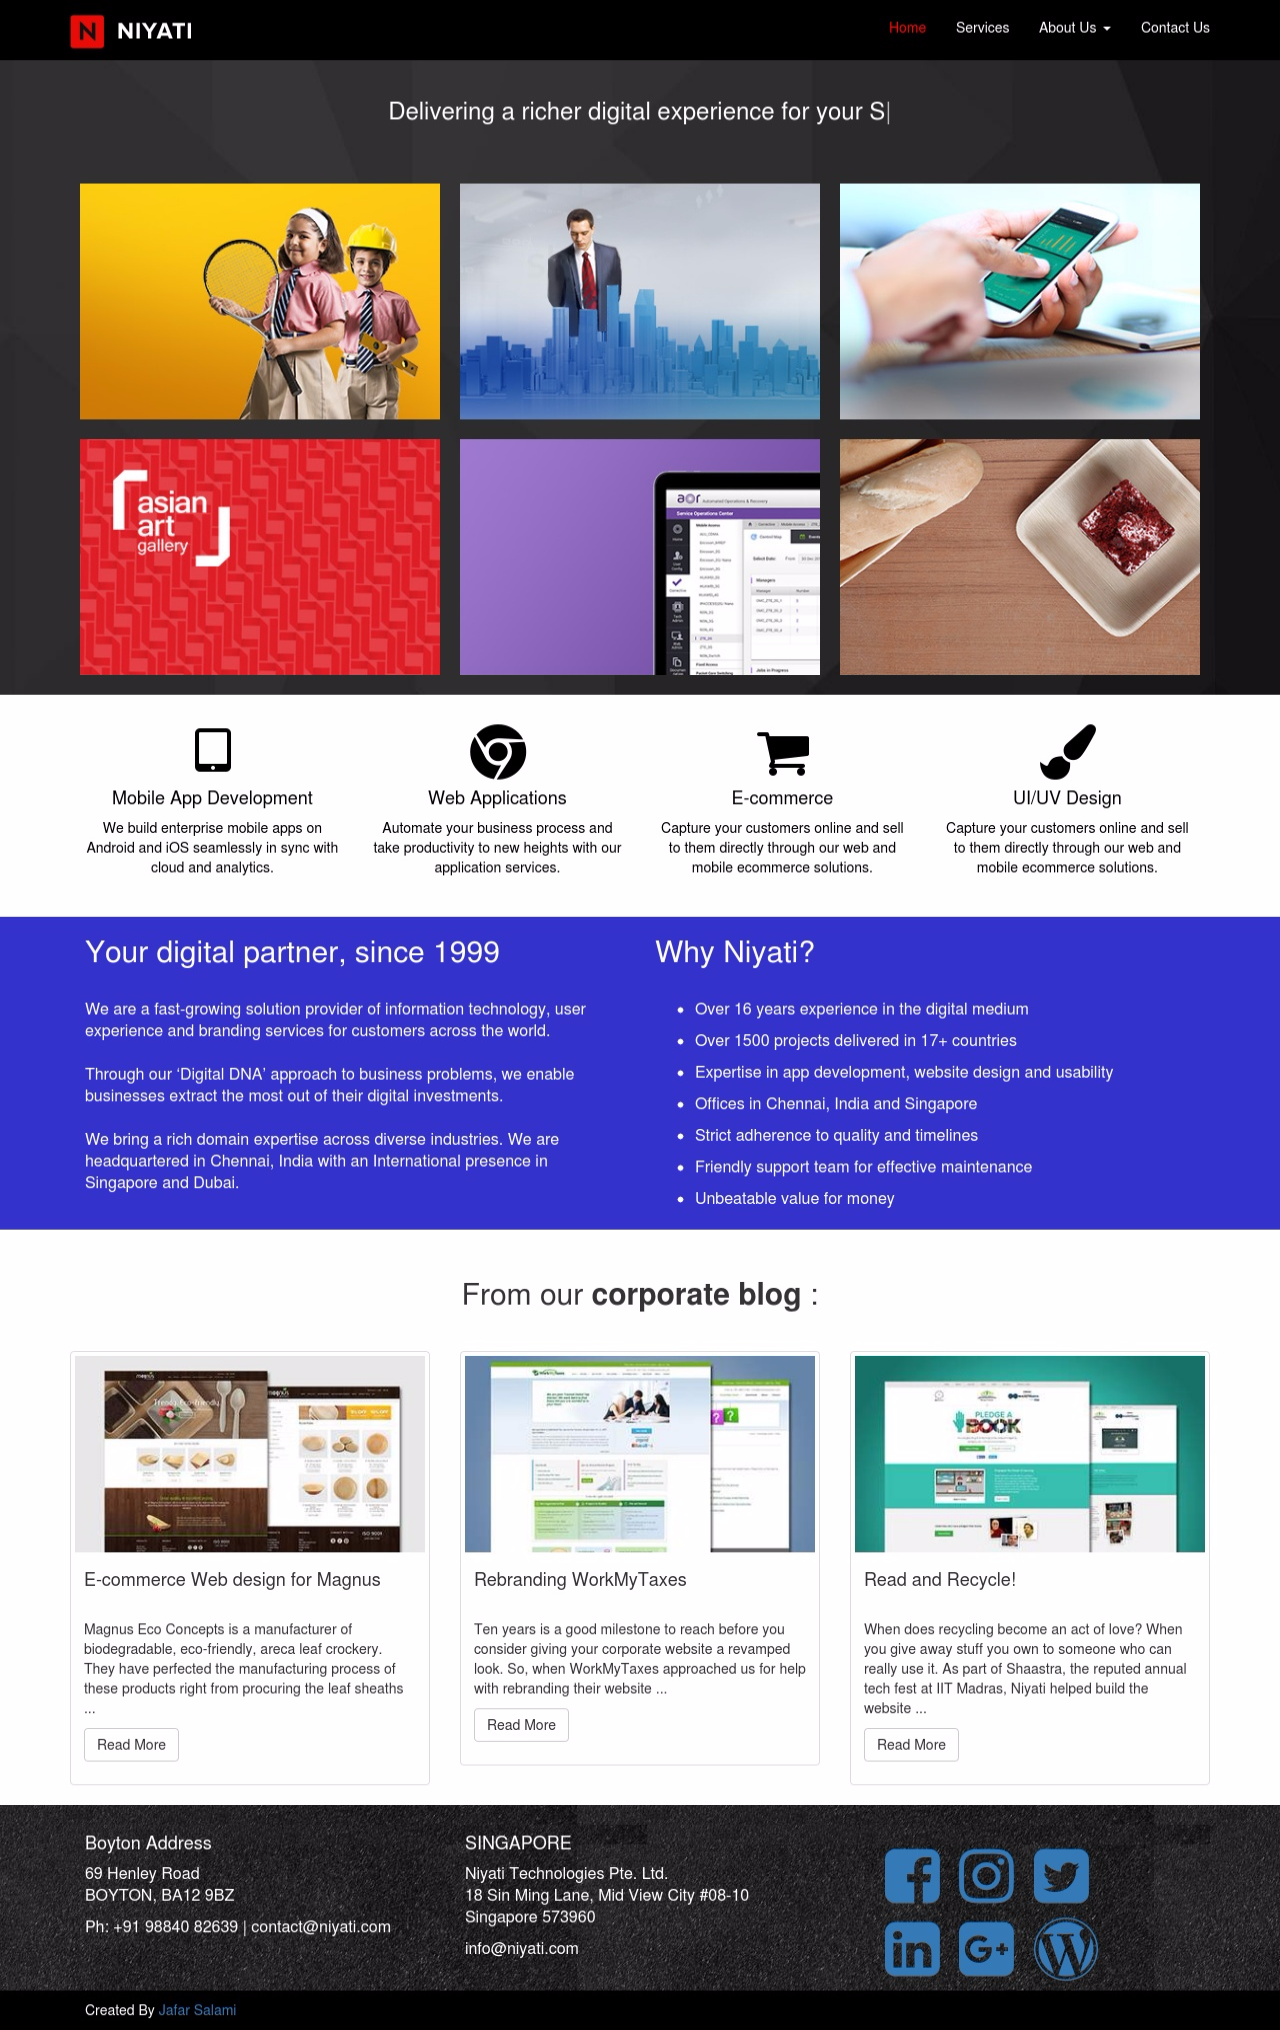 N NIYATI
Home Services About Us Contact Us
Delivering a richer digital experience for your S|
asian
art
gallery
aor Automated Operations & Recovery
Service Operations Center
Mobile App Development
We build enterprise mobile apps on
Android and iOS seamlessly in sync with
cloud and analytics.
Web Applications
Automate your business process and
take productivity to new heights with our
application services.
E-commerce
Capture your customers online and sell
to them directly through our web and
mobile ecommerce solutions.
UI/UV Design
Capture your customers online and sell
to them directly through our web and
mobile ecommerce solutions.
Your digital partner, since 1999
We are a fast-growing solution provider of information technology, user
experience and branding services for customers across the world.
Through our ‘Digital DNA’ approach to business problems, we enable
businesses extract the most out of their digital investments.
We bring a rich domain expertise across diverse industries. We are
headquartered in Chennai, India with an International presence in
Singapore and Dubai.
Why Niyati?
Over 16 years experience in the digital medium
Over 1500 projects delivered in 17+ countries
Expertise in app development, website design and usability
Offices in Chennai, India and Singapore
Strict adherence to quality and timelines
Friendly support team for effective maintenance
Unbeatable value for money
From our corporate blog :
E-commerce Web design for Magnus
Magnus Eco Concepts is a manufacturer of
biodegradable, eco-friendly, areca leaf crockery.
They have perfected the manufacturing process of
these products right from procuring the leaf sheaths
...
Read More
Rebranding WorkMyTaxes
Ten years is a good milestone to reach before you
consider giving your corporate website a revamped
look. So, when WorkMyTaxes approached us for help
with rebranding their website ...
Read More
PLEDGE A
BOOK
Read and Recycle!
When does recycling become an act of love? When
you give away stuff you own to someone who can
really use it. As part of Shaastra, the reputed annual
tech fest at IIT Madras, Niyati helped build the
website ...
Read More
Boyton Address
69 Henley Road
BOYTON, BA12 9BZ
Ph: +91 98840 82639 | contact@niyati.com
SINGAPORE
Niyati Technologies Pte. Ltd.
18 Sin Ming Lane, Mid View City #08-10
Singapore 573960
info@niyati.com
Created By Jafar Salami